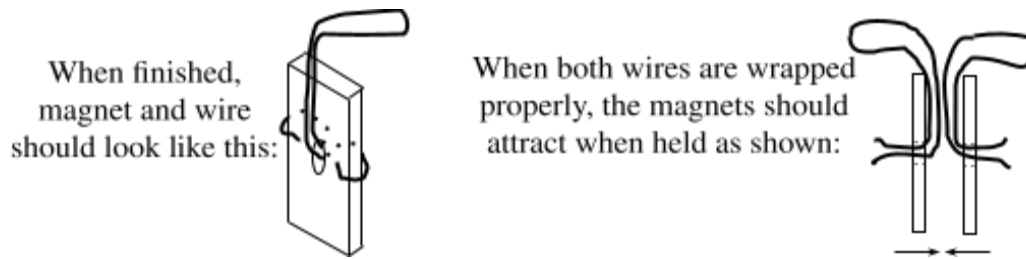 When finished,
magnet and wire
should look like this:
When both wires are wrapped
properly, the magnets should
attract when held as shown: